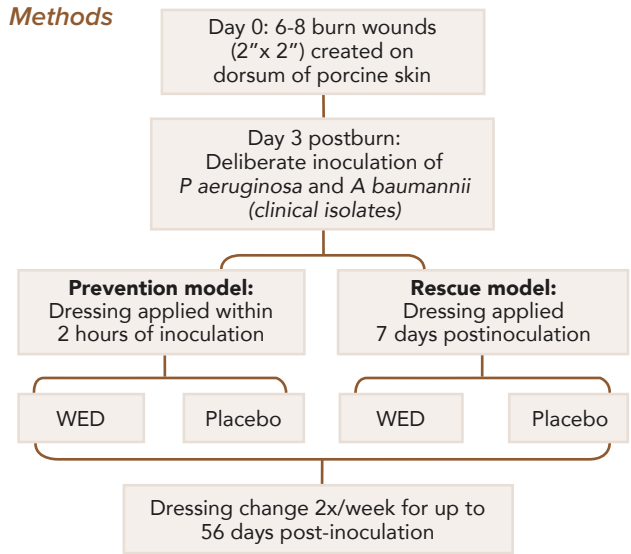 Methods
Day 0: 6-8 burn wounds
(2”x 2”) created on
dorsum of porcine skin
Day 3 postburn:
Deliberate inoculation of
P aeruginosa and A baumannii
(clinical isolates)
Prevention model:
Dressing applied within
2 hours of inoculation
Rescue model:
Dressing applied
7 days postinoculation
WED
Placebo
WED
Placebo
Dressing change 2x/week for up to
56 days post-inoculation